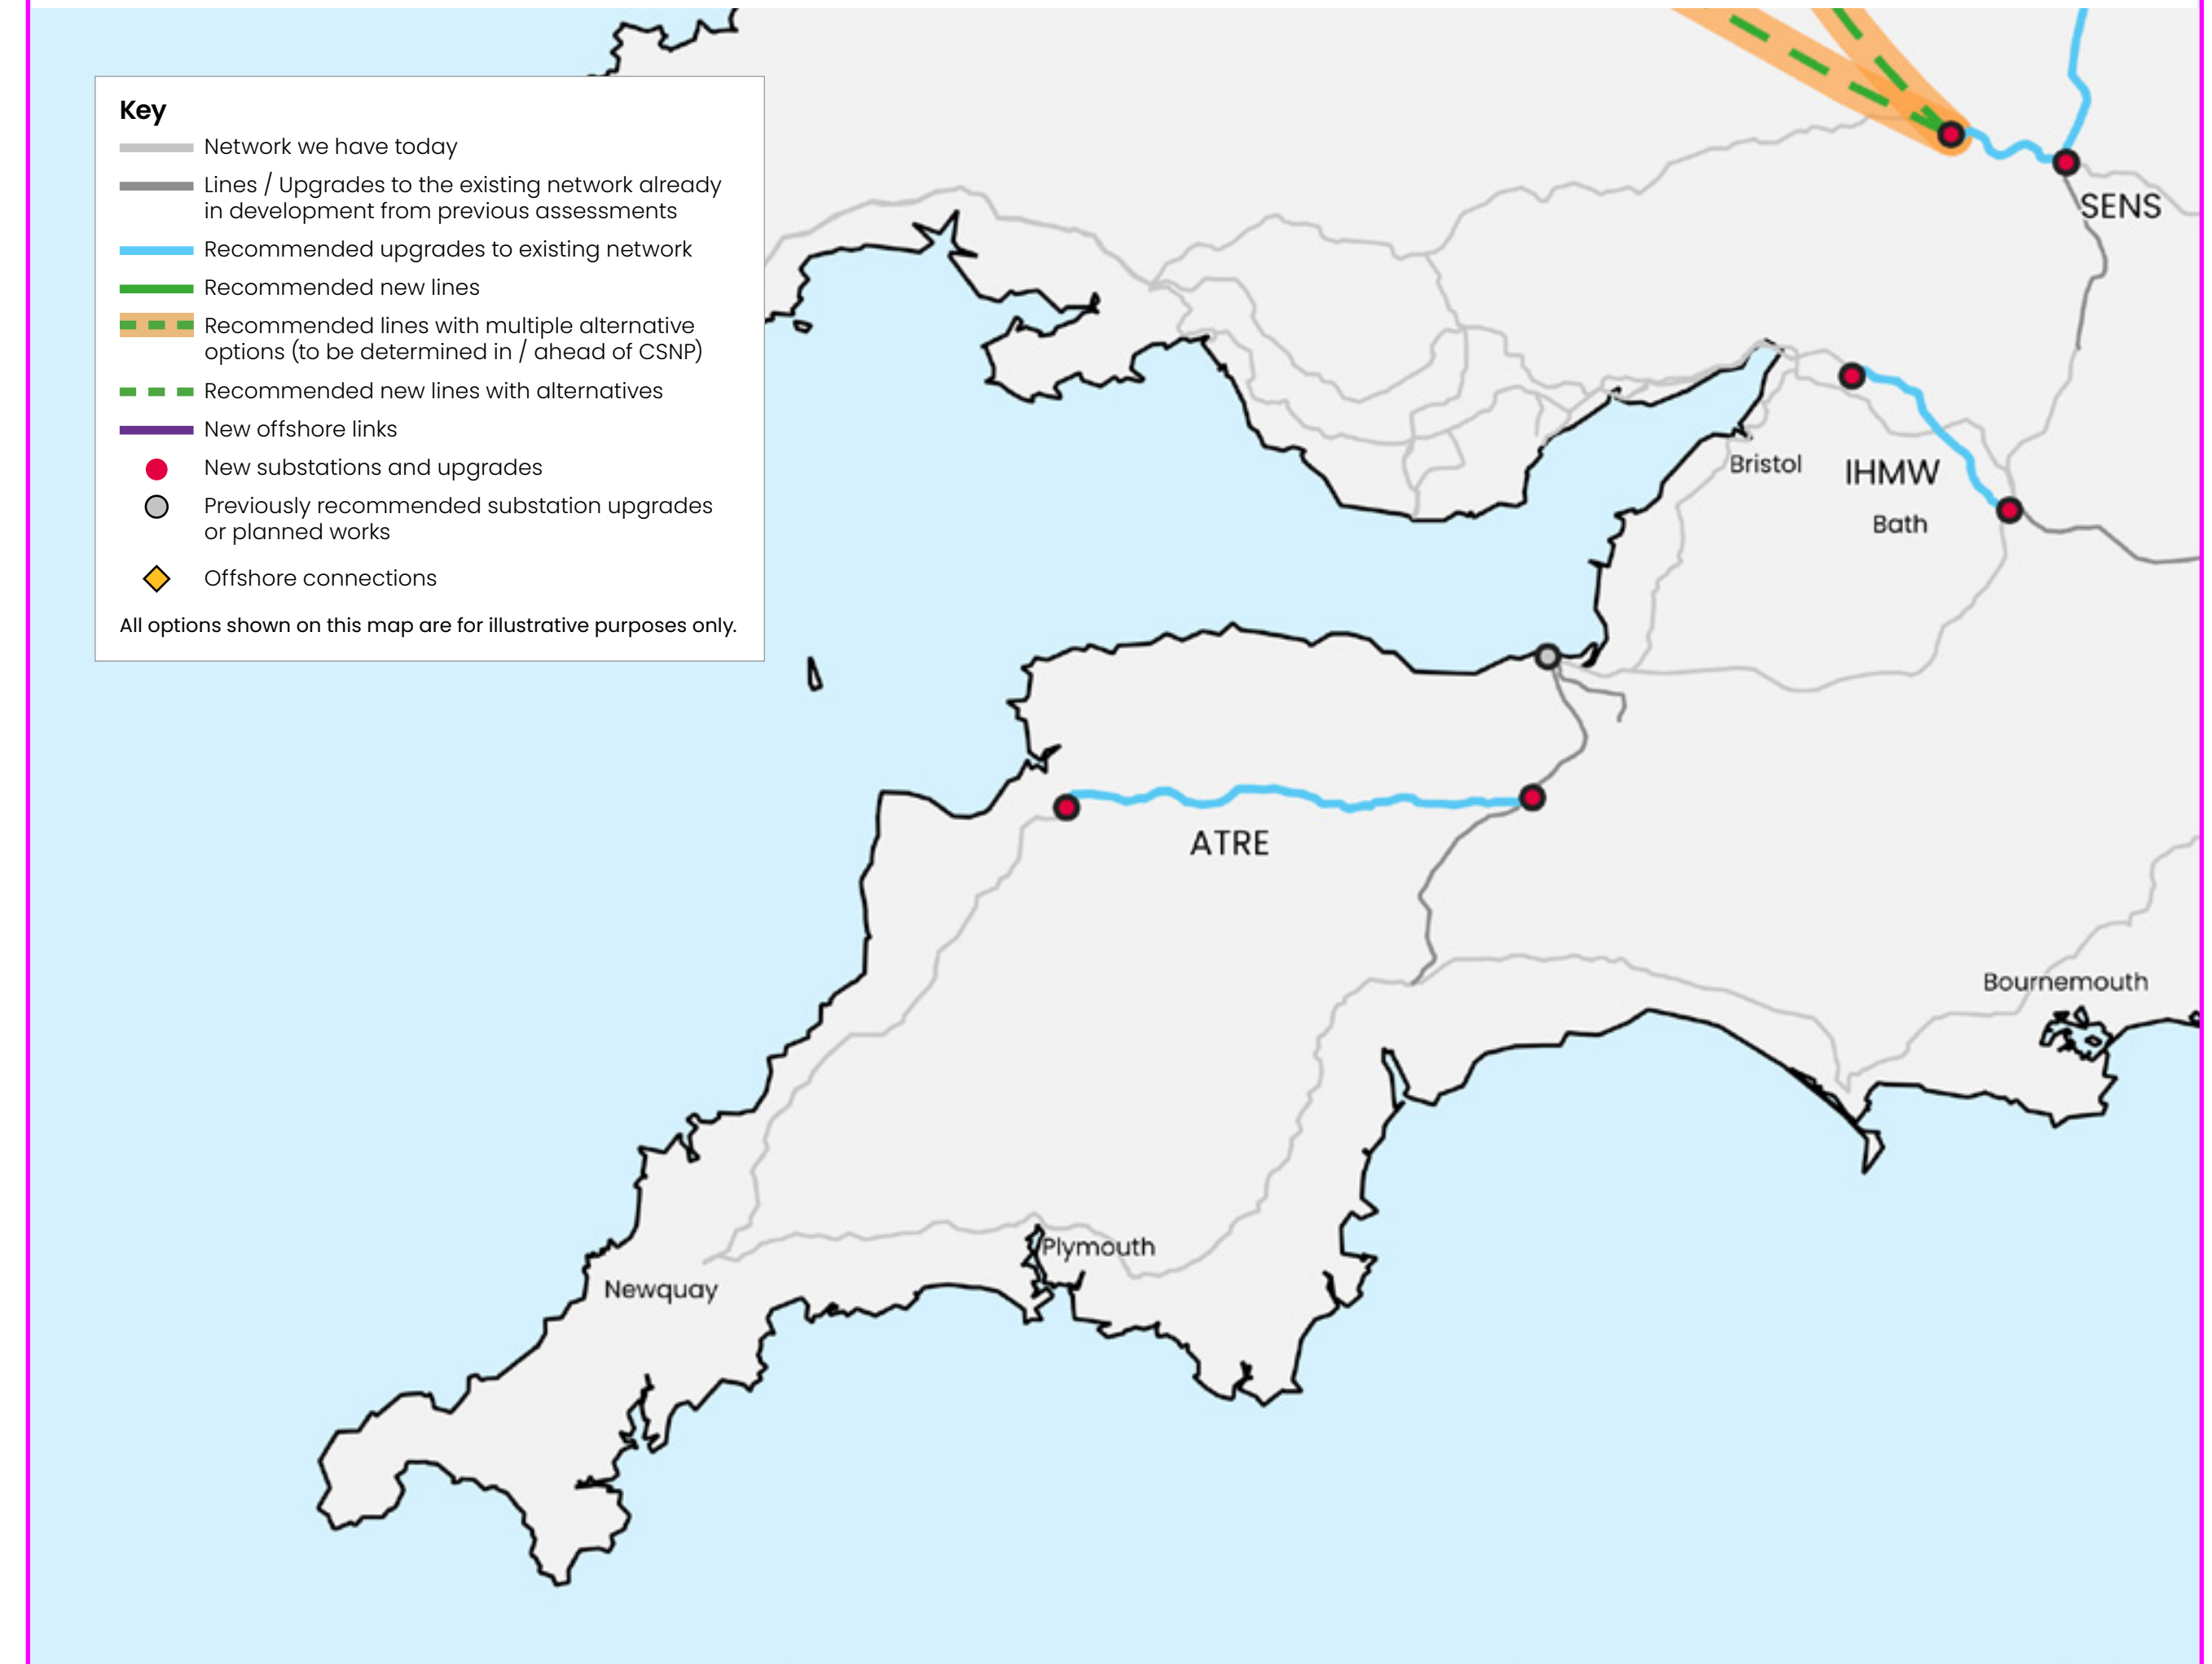 Key
Network we have today
Lines / Upgrades to the existing network already
in development from previous assessments
Recommended upgrades to existing network
Recommended new lines
Recommended lines with multiple alternative
options (to be determined in / ahead of CSNP)
Recommended new lines with alternatives
New offshore links
New substations and upgrades
Previously recommended substation upgrades
or planned works
Offshore connections
All options shown on this map are for illustrative purposes only.
SENS
Bristol
IHMW
Bath
ATRE
Bournemouth
Plymouth
Newquay